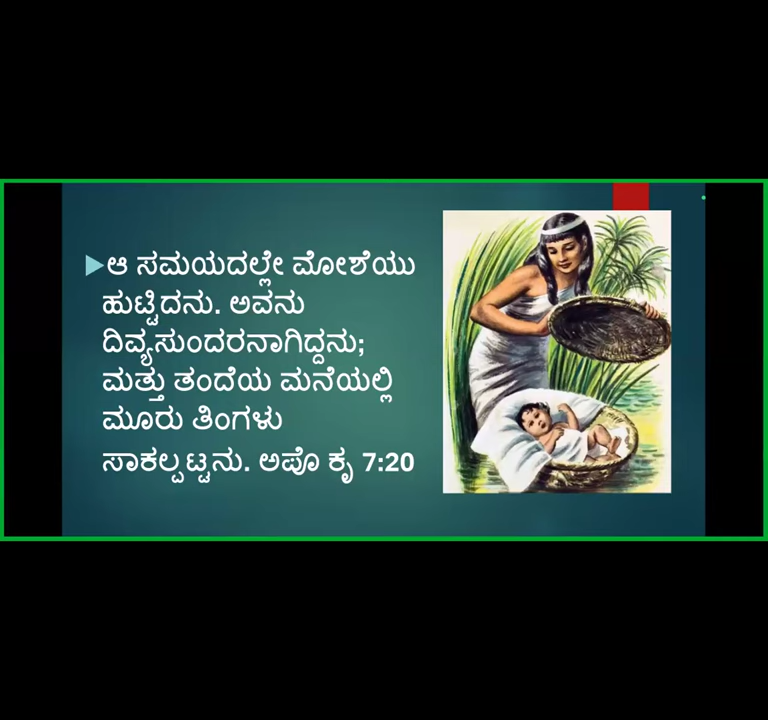 ಆ ಸಮಯದಲ್ಲೇ ಮೋಶೆಯು
ಹುಟ್ಟಿದನು. ಅವನು
ದಿವ್ಯಸುಂದರನಾಗಿದ್ದನು;
ಮತ್ತು ತಂದೆಯ ಮನೆಯಲ್ಲಿ
ಮೂರು ತಿಂಗಳು
ಸಾಕಲ್ಪಟ್ಟನು. ಅಪೊ ಕೃ 7:20